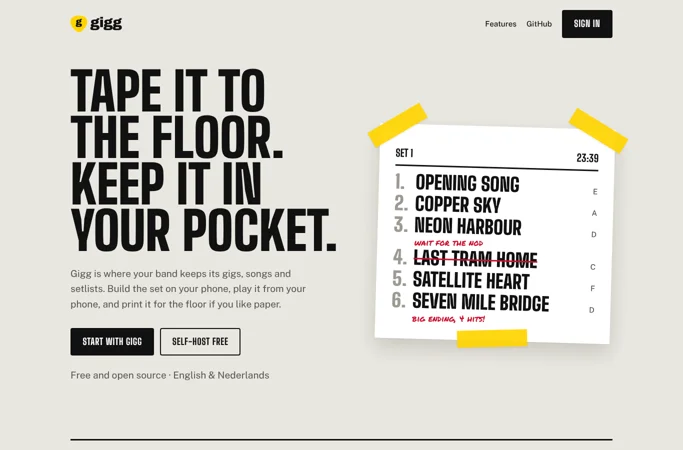 gigg
Features GitHub SIGN IN
TAPE IT TO
THE FLOOR.
KEEP IT IN
YOUR POCKET.
Gigg is where your band keeps its gigs, songs and
setlists. Build the set on your phone, play it from your
phone, and print it for the floor if you like paper.
START WITH GIGG SELF-HOST FREE
Free and open source · English & Nederlands
SET 1 23:39
1. OPENING SONG E
2. COPPER SKY A
3. NEON HARBOUR D
WAIT FOR THE NOD
4. LAST TRAM HOME C
5. SATELLITE HEART F
6. SEVEN MILE BRIDGE D
BIG ENDING, 4 HITS!